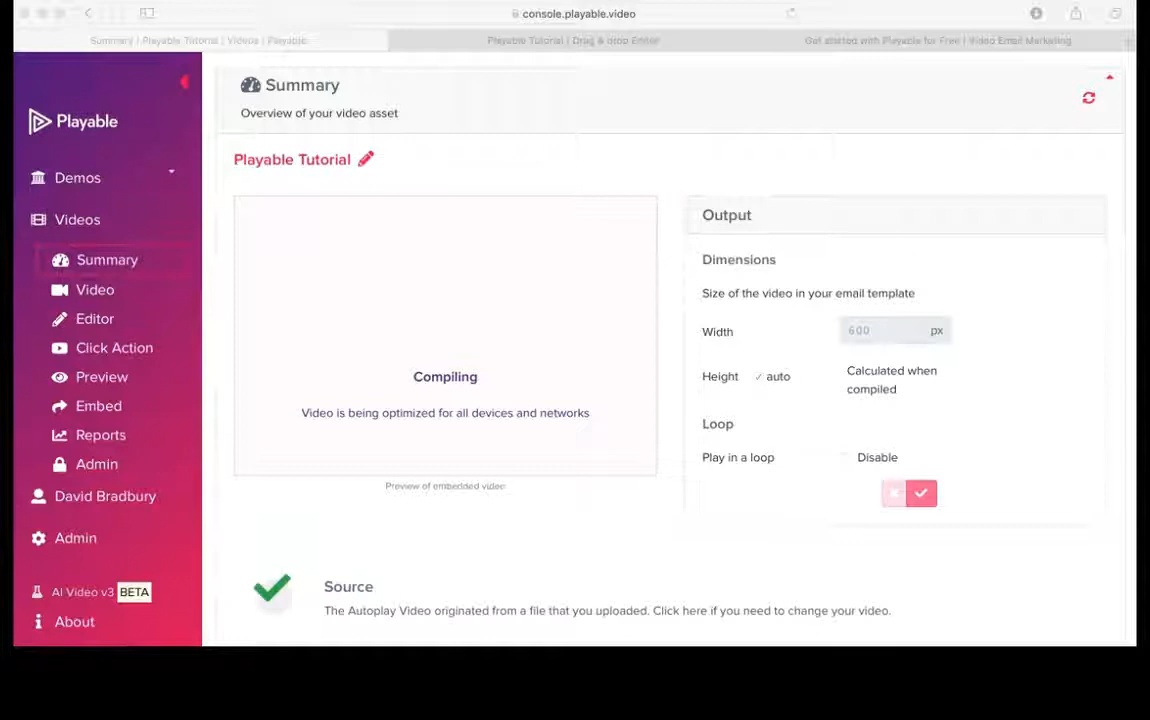 console.playable.video
Summary | Playable Tutorial | Videos | Playable
Playable Tutorial | Drag & drop Editor
Get started with Playable for Free | Video Email Marketing
Playable
Demos
Videos
Summary
Video
Editor
Click Action
Preview
Embed
Reports
Admin
David Bradbury
Admin
AI Video v3 BETA
About
Summary
Overview of your video asset
Playable Tutorial
Compiling
Video is being optimized for all devices and networks
Preview of embedded video
Output
Dimensions
Size of the video in your email template
Width 600 px
Height auto Calculated when
compiled
Loop
Play in a loop Disable
Source
The Autoplay Video originated from a file that you uploaded. Click here if you need to change your video.